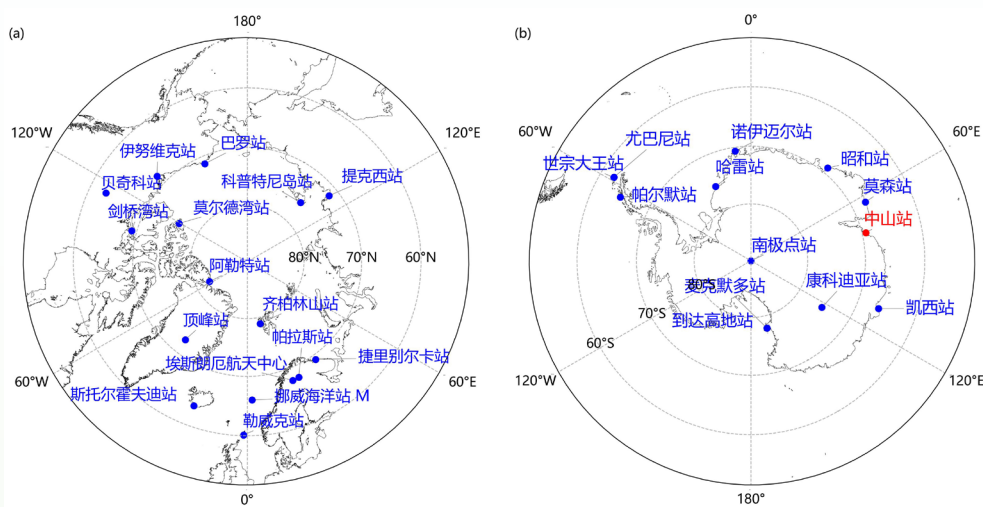 (a)
180°
120°W
120°E
巴罗站
伊努维克站
贝奇科站
科普特尼岛站
提克西站
剑桥湾站
莫尔德湾站
阿勒特站
80°N
70°N
60°N
齐柏林山站
顶峰站
帕拉斯站
埃斯朗厄航天中心
捷里别尔卡站
60°W
60°E
斯托尔霍夫迪站
挪威海洋站 M
勒威克站
0°
(b)
0°
60°W
60°E
尤巴尼站
诺伊迈尔站
世宗大王站
哈雷站
昭和站
帕尔默站
莫森站
中山站
南极点站
麦克默多站
80°S
康科迪亚站
70°S
到达高地站
凯西站
60°S
120°W
120°E
180°